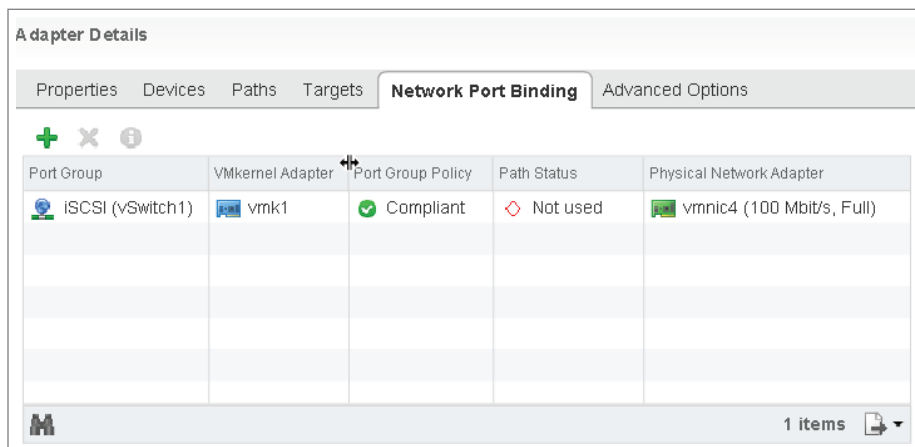 Adapter Details
Properties Devices Paths Targets Network Port Binding Advanced Options
Port Group VMkernel Adapter Port Group Policy Path Status Physical Network Adapter
iSCSI (vSwitch1) vmk1 Compliant Not used vmnic4 (100 Mbit/s, Full)
1 items